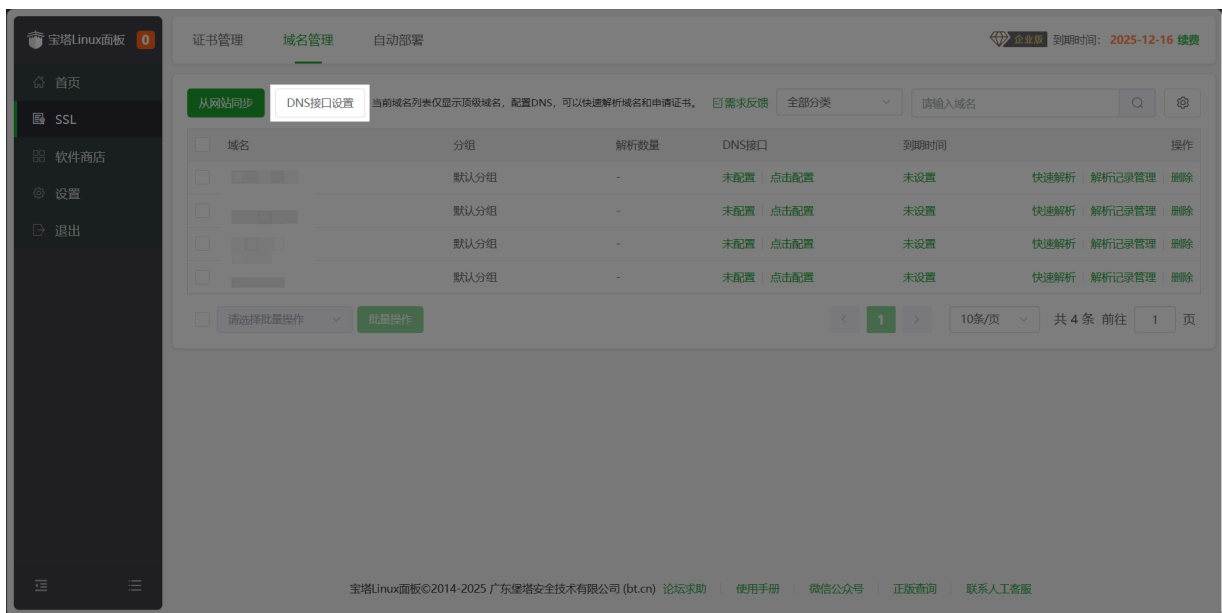 宝塔Linux面板 0 证书管理 域名管理 自动部署 企业版 到期时间: 2025-12-16 续费
首页
SSL
软件商店
设置
退出
从网站同步 DNS接口设置 当前域名列表仅显示顶级域名，配置DNS，可以快速解析域名和申请证书。 需求反馈 全部分类 请输入域名
域名 分组 解析数量 DNS接口 到期时间 操作
默认分组 - 未配置 点击配置 未设置 快速解析 解析记录管理 删除
默认分组 - 未配置 点击配置 未设置 快速解析 解析记录管理 删除
默认分组 - 未配置 点击配置 未设置 快速解析 解析记录管理 删除
默认分组 - 未配置 点击配置 未设置 快速解析 解析记录管理 删除
请选择批量操作 批量操作 1 10条/页 共 4 条 前往 1 页
宝塔Linux面板©2014-2025 广东堡塔安全技术有限公司 (bt.cn) 论坛求助 使用手册 微信公众号 正版查询 联系人工客服